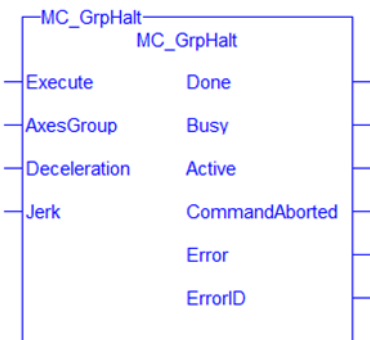 MC_GrpHalt
MC_GrpHalt
Execute Done
AxesGroup Busy
Deceleration Active
Jerk CommandAborted
Error
ErrorID